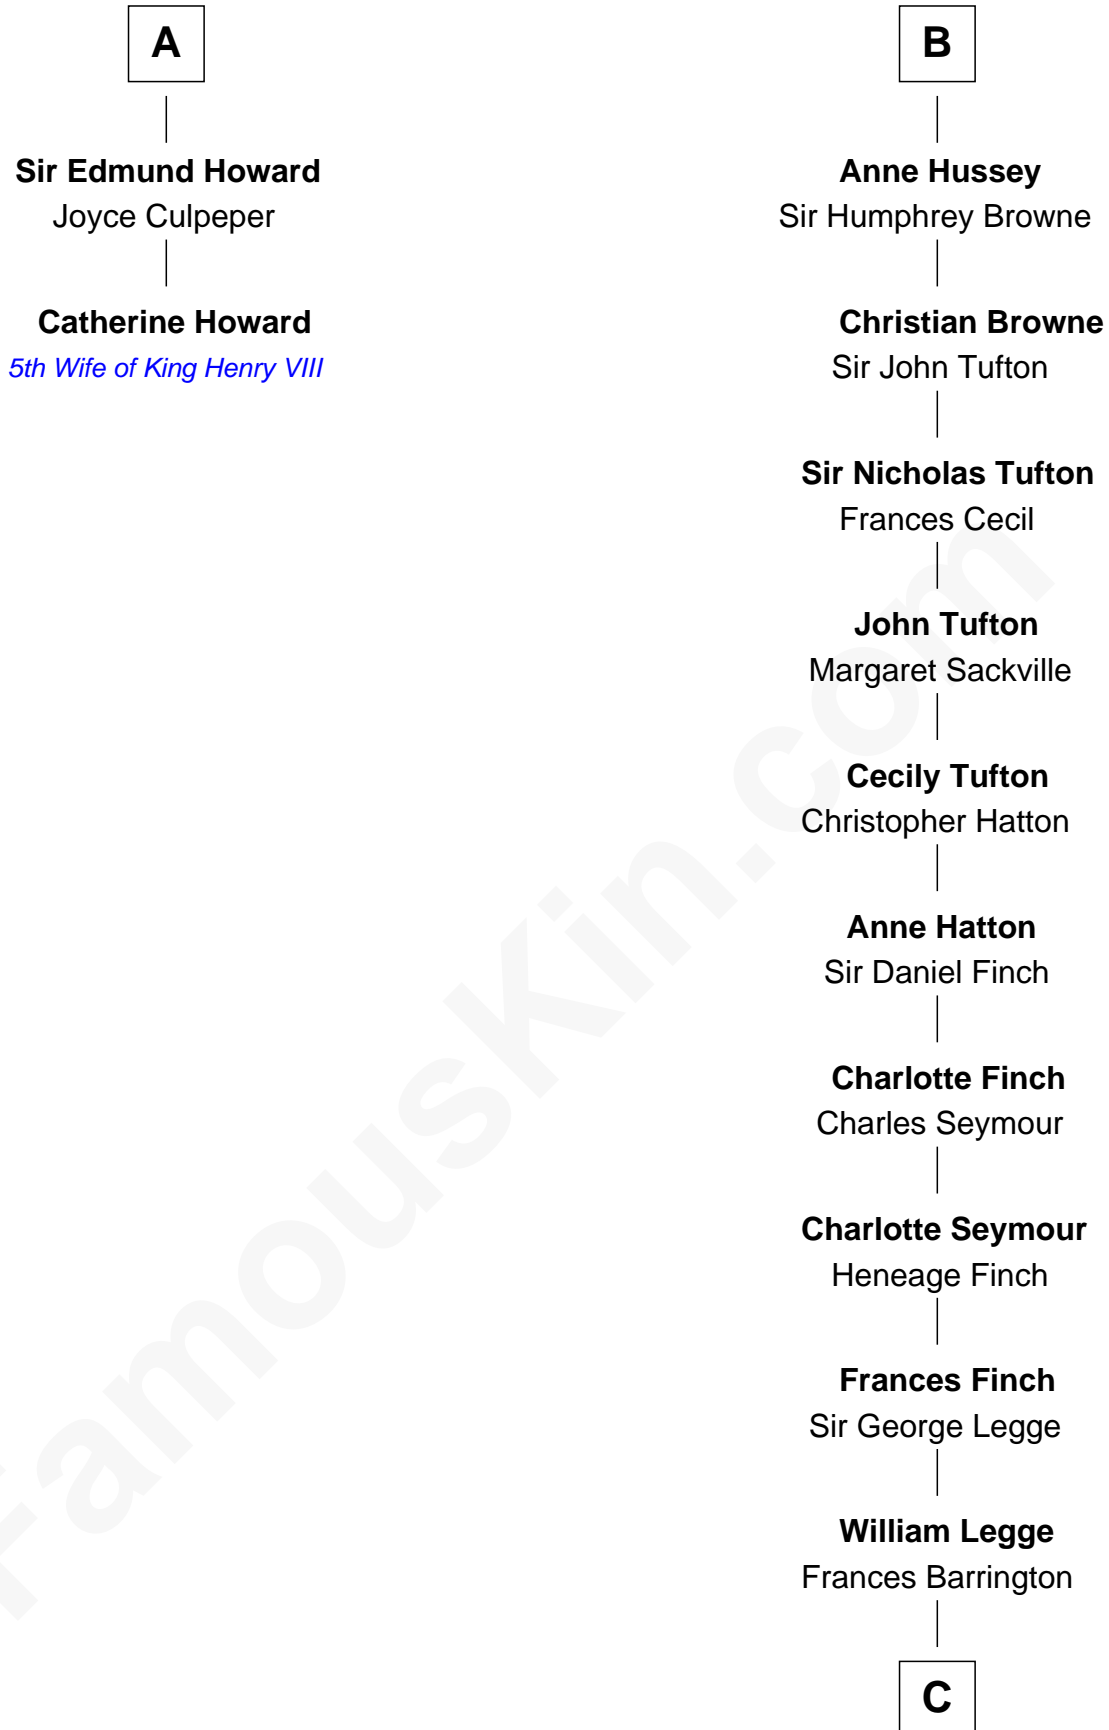 A
Sir Edmund Howard
Joyce Culpeper
Catherine Howard
5th Wife of King Henry VIII
B
Anne Hussey
Sir Humphrey Browne
Christian Browne
Sir John Tufton
Sir Nicholas Tufton
Frances Cecil
John Tufton
Margaret Sackville
Cecily Tufton
Christopher Hatton
Anne Hatton
Sir Daniel Finch
Charlotte Finch
Charles Seymour
Charlotte Seymour
Heneage Finch
Frances Finch
Sir George Legge
William Legge
Frances Barrington
C
FamousKin.com